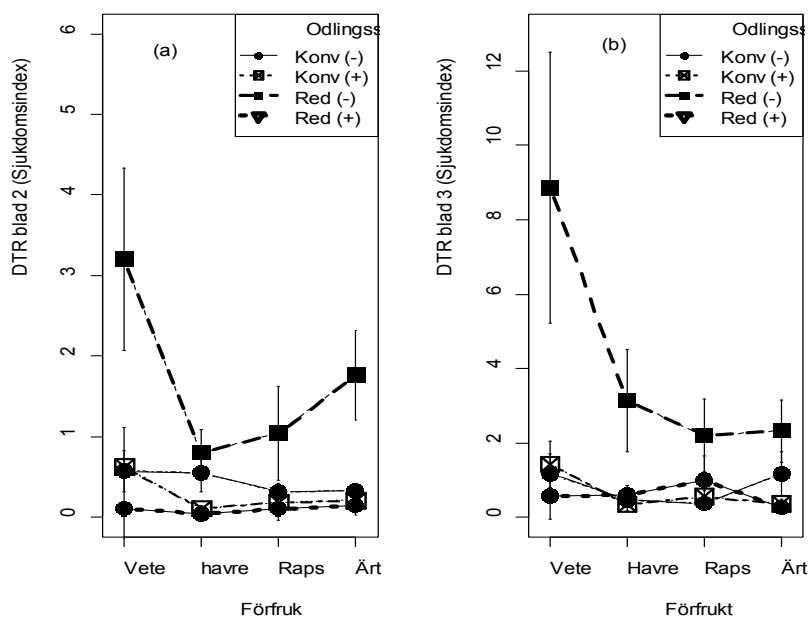 (a)
Odlingss
Konv (-)
Konv (+)
Red (-)
Red (+)
DTR blad 2 (Sjukdomsindex)
6
5
4
3
2
1
0
Vete havre Raps Ärt
Förfruk
(b)
Odlingss
Konv (-)
Konv (+)
Red (-)
Red (+)
DTR blad 3 (Sjukdomsindex)
12
10
8
6
4
2
0
Vete Havre Raps Ärt
Förfrukt